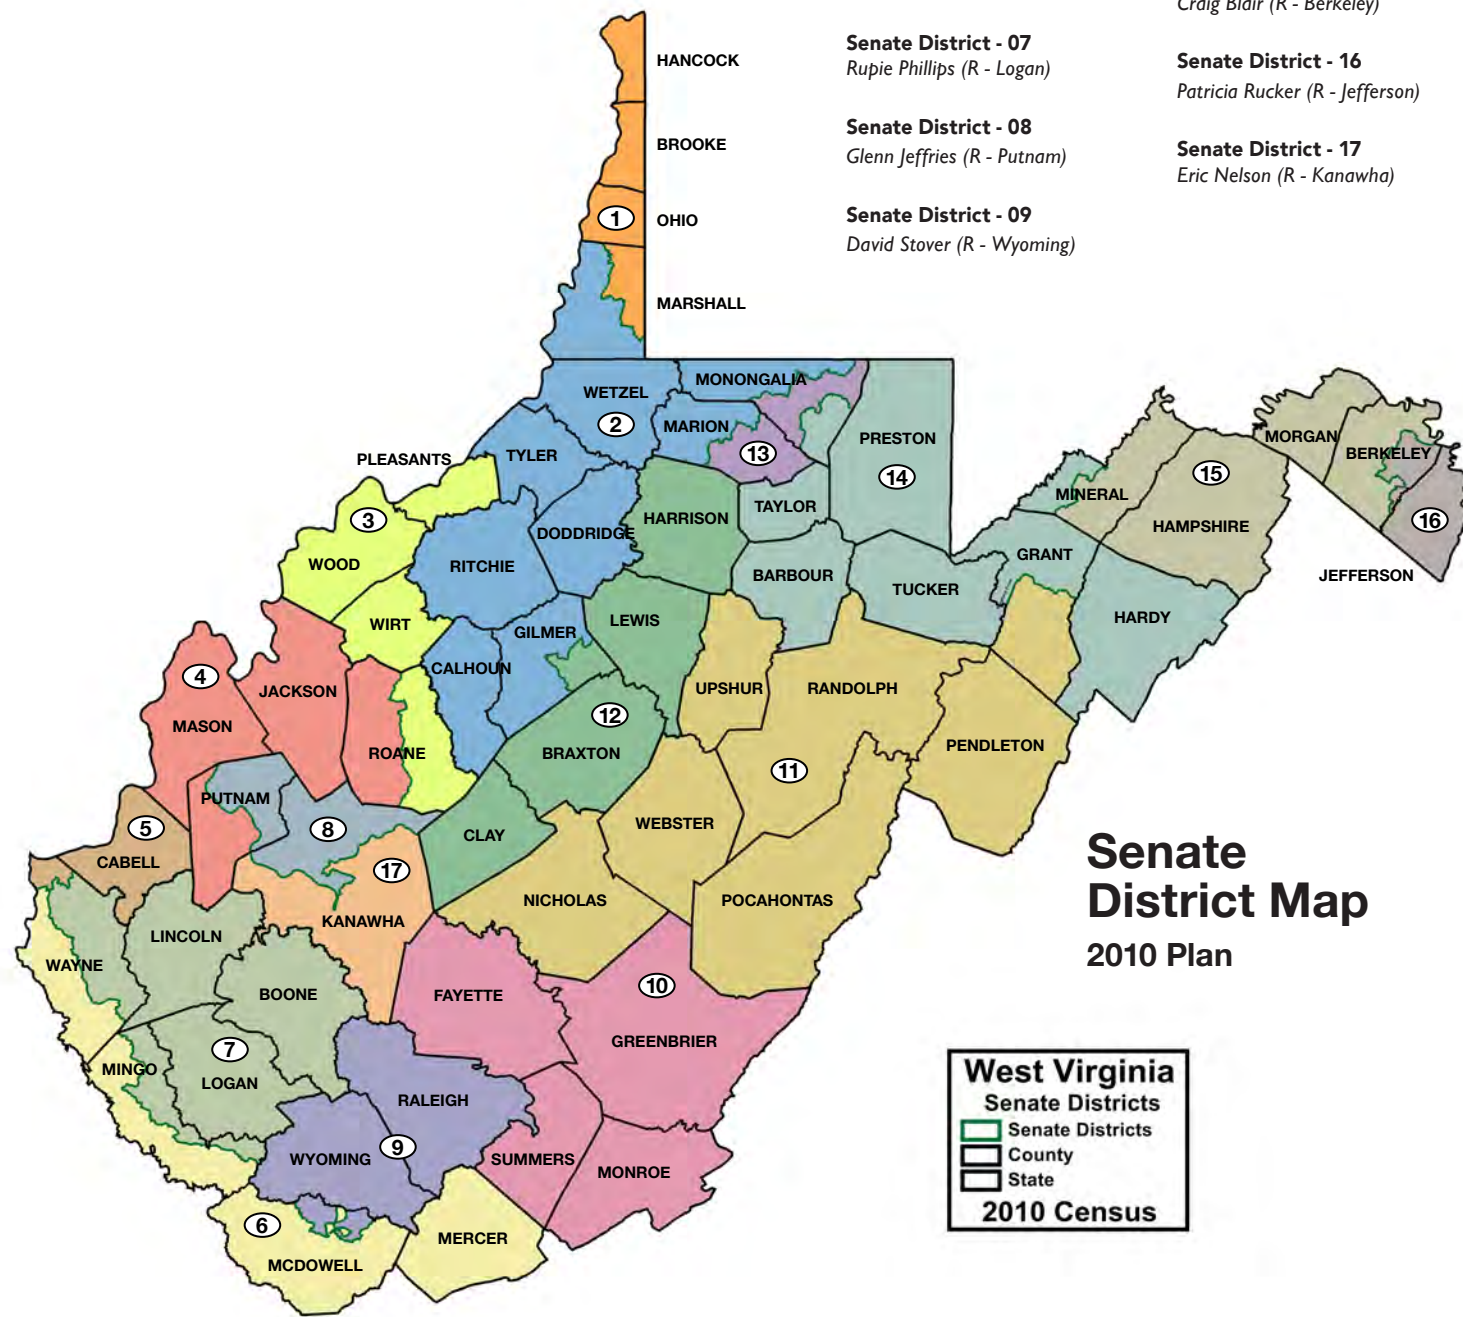 Craig Blair (R - Berkeley)
Senate District - 07
Rupie Phillips (R - Logan)
Senate District - 08
Glenn Jeffries (R - Putnam)
Senate District - 09
David Stover (R - Wyoming)
Senate District - 16
Patricia Rucker (R - Jefferson)
Senate District - 17
Eric Nelson (R - Kanawha)
HANCOCK
BROOKE
1
OHIO
MARSHALL
WETZEL
2
MONONGALIA
MARION
13
PRESTON
14
PLEASANTS
TYLER
3
WOOD
DODDRIDGE
HARRISON
TAYLOR
RITCHIE
BARBOUR
TUCKER
MINERAL
GRANT
15
HAMPSHIRE
MORGAN
BERKELEY
16
JEFFERSON
HARDY
WIRT
GILMER
LEWIS
CALHOUN
4
MASON
JACKSON
ROANE
UPSHUR
RANDOLPH
12
BRAXTON
11
PENDLETON
PUTNAM
8
5
CABELL
CLAY
WEBSTER
17
KANAWHA
NICHOLAS
POCAHONTAS
LINCOLN
WAYNE
BOONE
FAYETTE
10
GREENBRIER
MINGO
7
LOGAN
RALEIGH
9
WYOMING
SUMMERS
MONROE
6
MCDOWELL
MERCER
Senate
District Map
2010 Plan
West Virginia
Senate Districts
Senate Districts
County
State
2010 Census